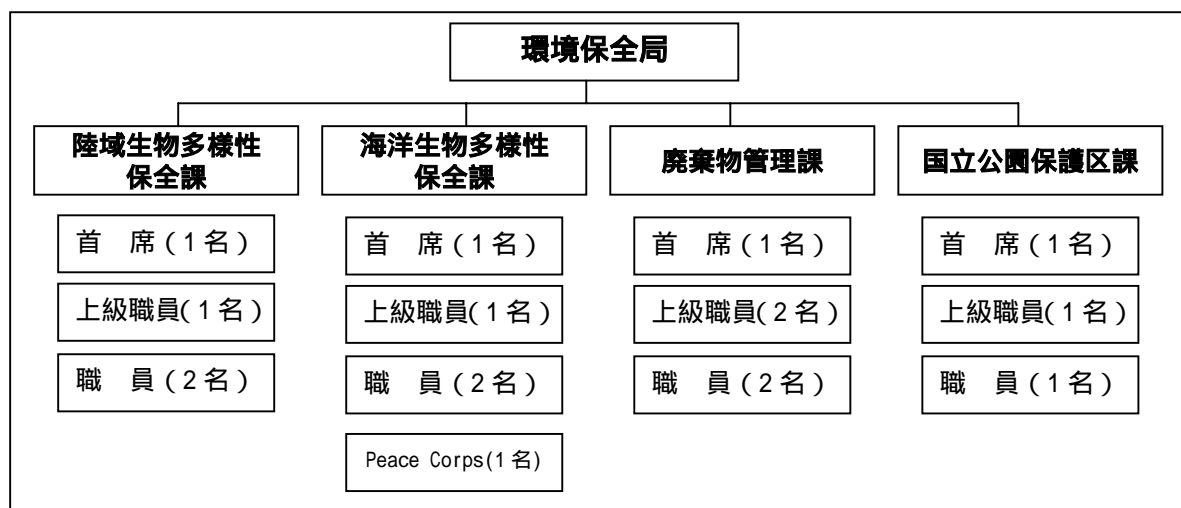 環境保全局
陸域生物多様性
保全課
首 席(1名)
上級職員(1名)
職 員(2名)
海洋生物多様性
保全課
首 席(1名)
上級職員(1名)
職 員(2名)
Peace Corps(1名)
廃棄物管理課
首 席(1名)
上級職員(2名)
職 員(2名)
国立公園保護区課
首 席(1名)
上級職員(1名)
職 員(1名)